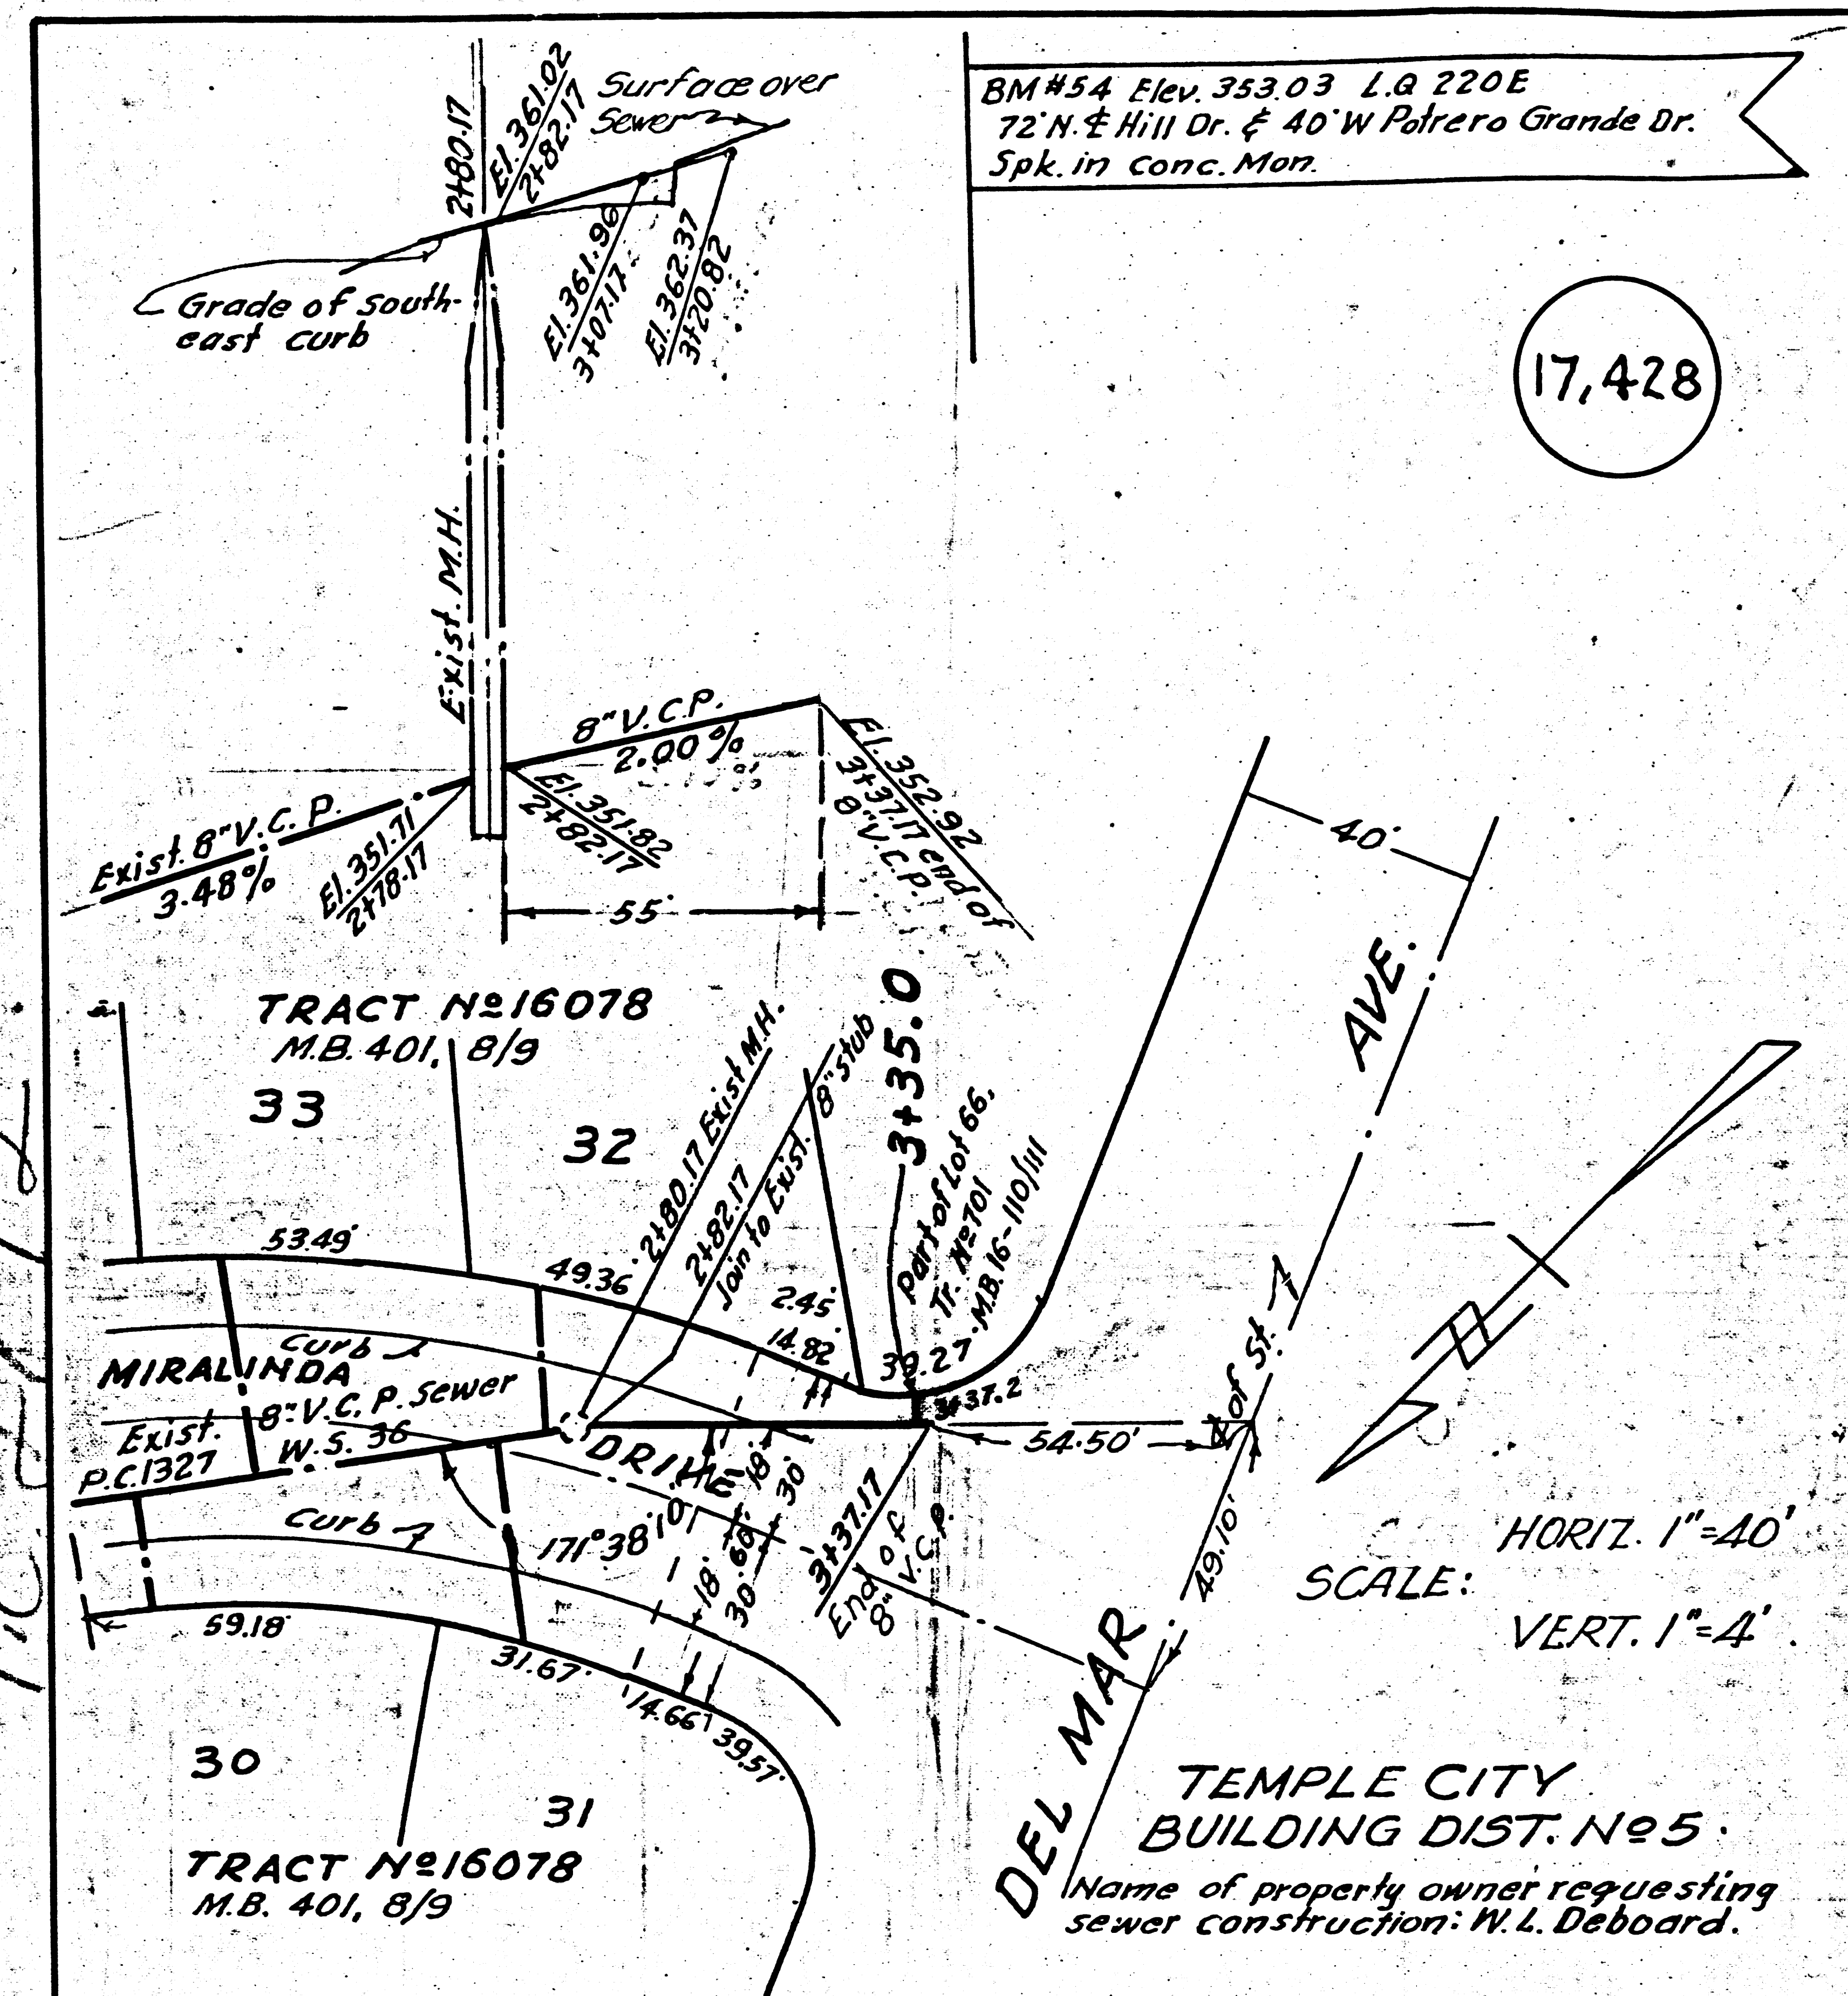 BM #54 Elev. 353.03 L.Q 220E
72' N. ℄ Hill Dr. & 40' W Potrero Grande Dr.
Spk. in Conc. Mon.
17,428
2+80.17
El. 361.02
2+82.17
Surface over
Sewer
Grade of South-
east curb
El. 361.96
3+07.17
El. 362.37
3+20.82
Exist. M.H.
8" V.C.P.
2.00 %
Exist. 8" V.C.P.
3.48%
El. 351.71
2+78.17
El. 351.82
2+82.17
El. 352.92
3+37.17 end of
8" V.C.P.
55'
40'
TRACT Nº 16078
M.B. 401, 8/9
33
32
2+80.17 Exist M.H.
2+82.17
Join to Exist. 8" stub
3+35.0
Part of Lot 66,
Tr. Nº 701
M.B. 16-110/111
53.49'
49.36'
2.45'
14.82'
39.27'
3+37.2
54.50'
℄ of St.
AVE.
Curb
MIRALINDA
DRIVE
8" V.C.P. Sewer
Exist.
P.C. 1327
W.S. 36
Curb
171°38'10"
18'
30'
60'
18'
30'
3+37.17
End of
8" V.C.P.
49.10'
59.18'
31.67'
14.66'
39.57'
30
31
TRACT Nº 16078
M.B. 401, 8/9
DEL MAR
SCALE:
HORIZ. 1"=40'
VERT. 1"=4'.
TEMPLE CITY
BUILDING DIST. Nº 5.
Name of property owner requesting
sewer construction: W.L. Deboard.